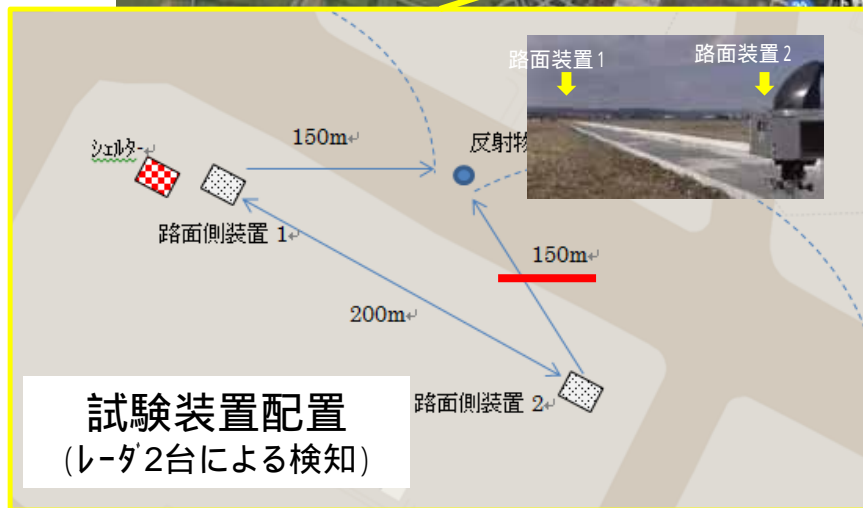 路面装置1
路面装置2
150m
シェルター
反射物
路面側装置 1
150m
200m
路面側装置 2
試験装置配置
(レーダ2台による検知)